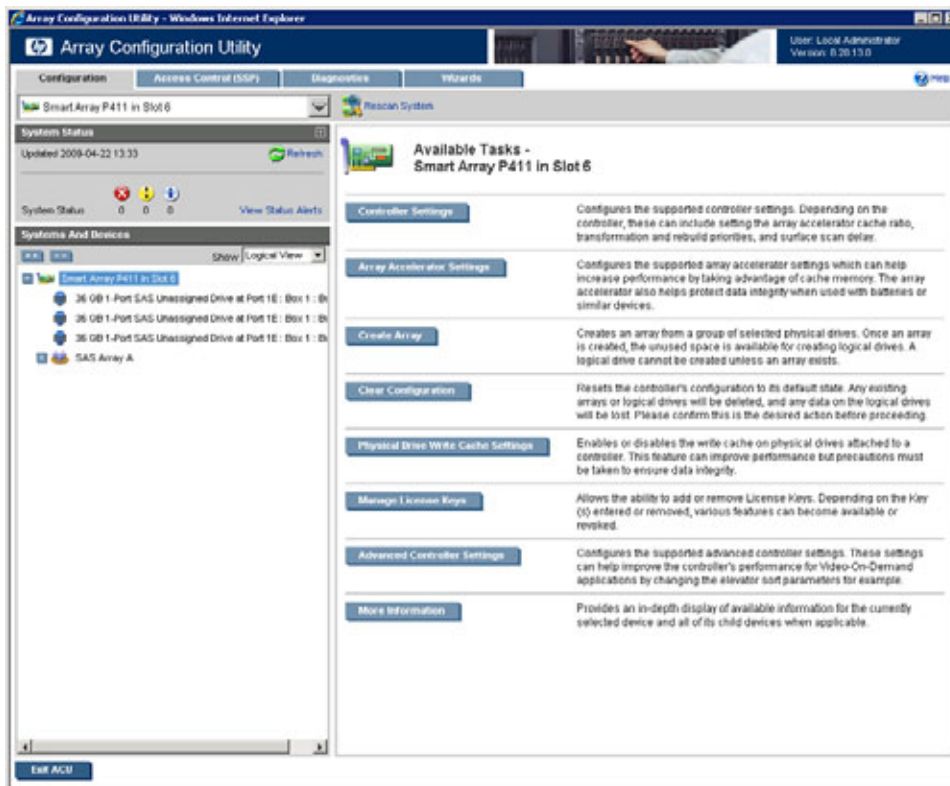 Array Configuration Utility - Windows Internet Explorer
hp Array Configuration Utility
User: Local Administrator
Version: 8.28.13.0
Configuration
Access Control (SSP)
Diagnostics
Wizards
Help
Smart Array P411 in Slot 6
Rescan System
System Status
Updated 2009-04-22 13:33
Refresh
System Status 0 0 0 View Status Alerts
Systems And Devices
Show Logical View
Smart Array P411 in Slot 6
36 GB 1-Port SAS Unassigned Drive at Port 1E : Box 1 : B
36 GB 1-Port SAS Unassigned Drive at Port 1E : Box 1 : B
36 GB 1-Port SAS Unassigned Drive at Port 1E : Box 1 : B
SAS Array A
Exit ACU
Available Tasks -
Smart Array P411 in Slot 6
Controller Settings
Configures the supported controller settings. Depending on the
controller, these can include setting the array accelerator cache ratio,
transformation and rebuild priorities, and surface scan delay.
Array Accelerator Settings
Configures the supported array accelerator settings which can help
increase performance by taking advantage of cache memory. The array
accelerator also helps protect data integrity when used with batteries or
similar devices.
Create Array
Creates an array from a group of selected physical drives. Once an array
is created, the unused space is available for creating logical drives. A
logical drive cannot be created unless an array exists.
Clear Configuration
Resets the controller's configuration to its default state. Any existing
arrays or logical drives will be deleted, and any data on the logical drives
will be lost. Please confirm this is the desired action before proceeding.
Physical Drive Write Cache Settings
Enables or disables the write cache on physical drives attached to a
controller. This feature can improve performance but precautions must
be taken to ensure data integrity.
Manage License Keys
Allows the ability to add or remove License Keys. Depending on the Key
(s) entered or removed, various features can become available or
revoked.
Advanced Controller Settings
Configures the supported advanced controller settings. These settings
can help improve the controller's performance for Video-On-Demand
applications by changing the elevator sort parameters for example.
More Information
Provides an in-depth display of available information for the currently
selected device and all of its child devices when applicable.